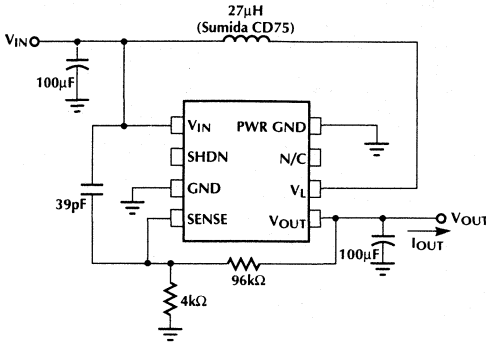 27μH
(Sumida CD75)
VIN
100μF
VIN
PWR GND
SHDN
N/C
GND
VL
39pF
SENSE
VOUT
VOUT
IOUT
100μF
96kΩ
4kΩ